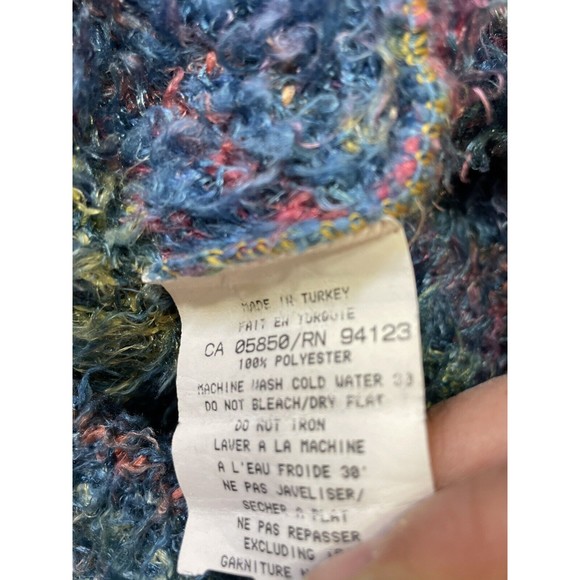 MADE IN TURKEY
FAIT EN TURQUIE
CA 05850/RN 94123
100% POLYESTER
MACHINE WASH COLD WATER 30
DO NOT BLEACH/DRY FLAT
DO NOT IRON
LAVER A LA MACHINE
A L'EAU FROIDE 30°
NE PAS JAVELISER/
SECHER A PLAT
NE PAS REPASSER
EXCLUDING
GARNITURE